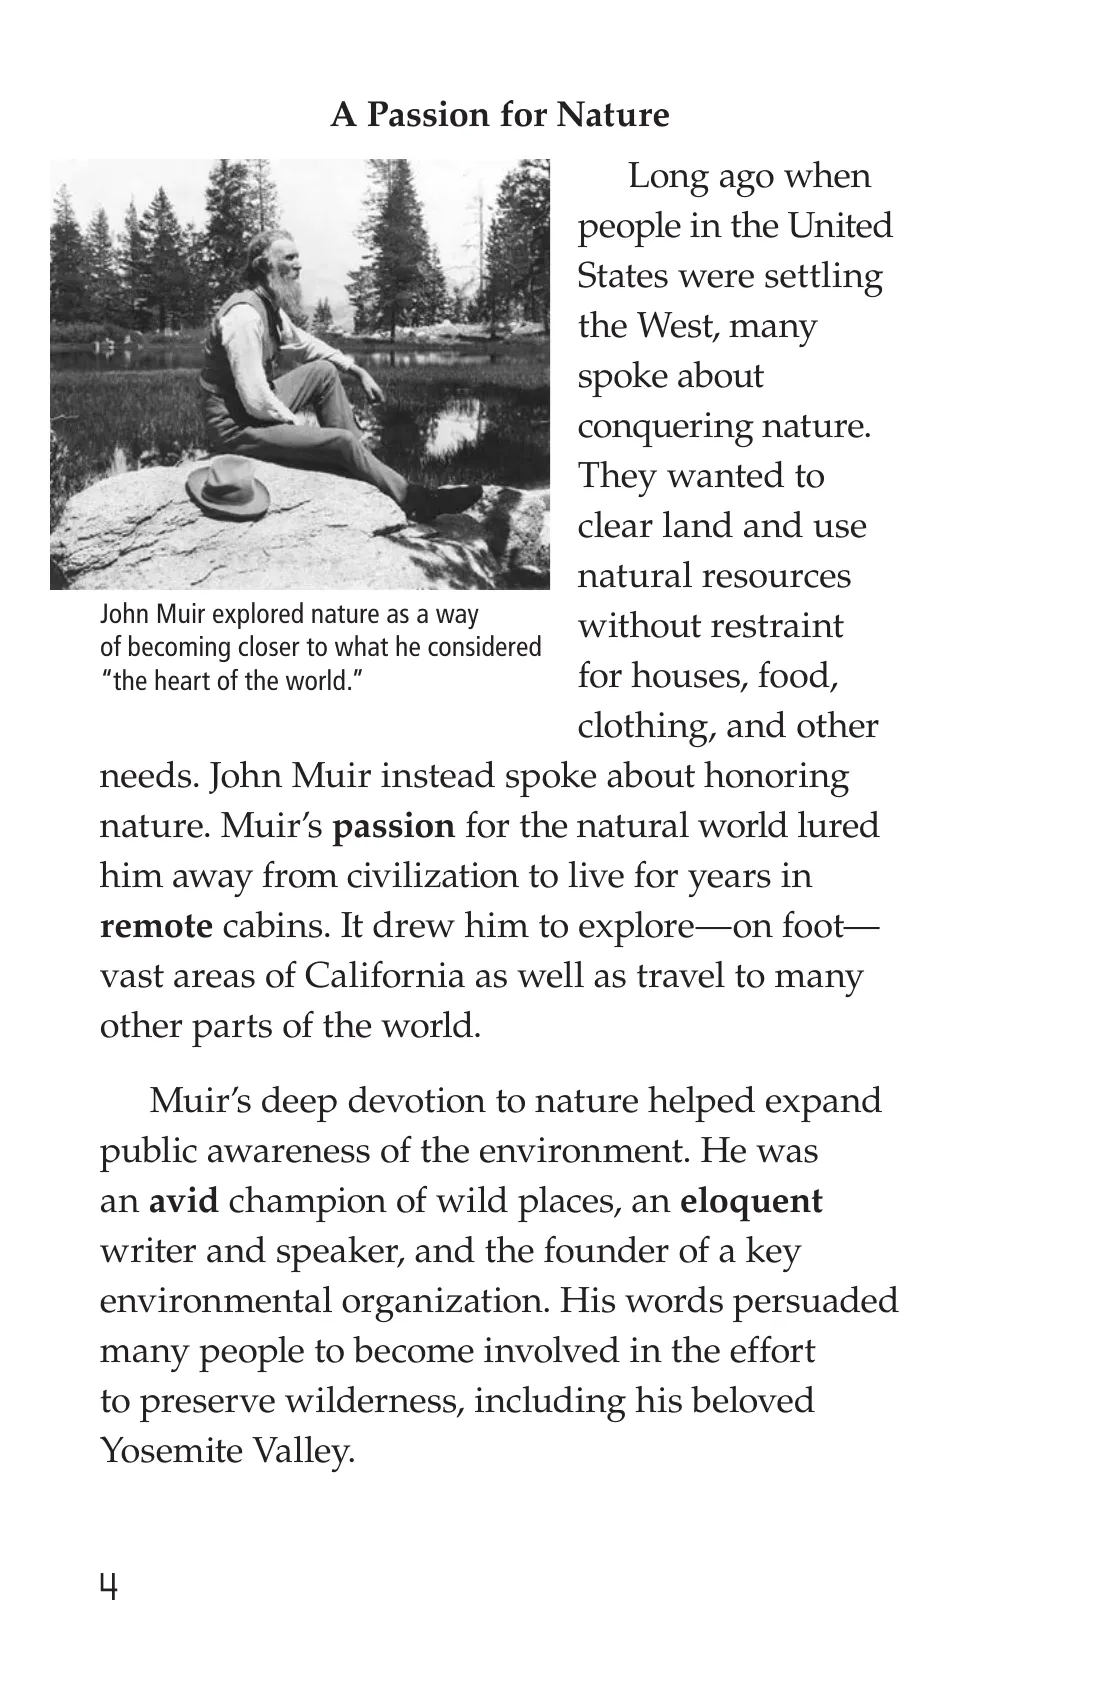 A Passion for Nature
Long ago when
people in the United
States were settling
the West, many
spoke about
conquering nature.
They wanted to
clear land and use
natural resources
without restraint
for houses, food,
clothing, and other
John Muir explored nature as a way
of becoming closer to what he considered
“the heart of the world.”
needs. John Muir instead spoke about honoring
nature. Muir’s passion for the natural world lured
him away from civilization to live for years in
remote cabins. It drew him to explore—on foot—
vast areas of California as well as travel to many
other parts of the world.
Muir’s deep devotion to nature helped expand
public awareness of the environment. He was
an avid champion of wild places, an eloquent
writer and speaker, and the founder of a key
environmental organization. His words persuaded
many people to become involved in the effort
to preserve wilderness, including his beloved
Yosemite Valley.
4